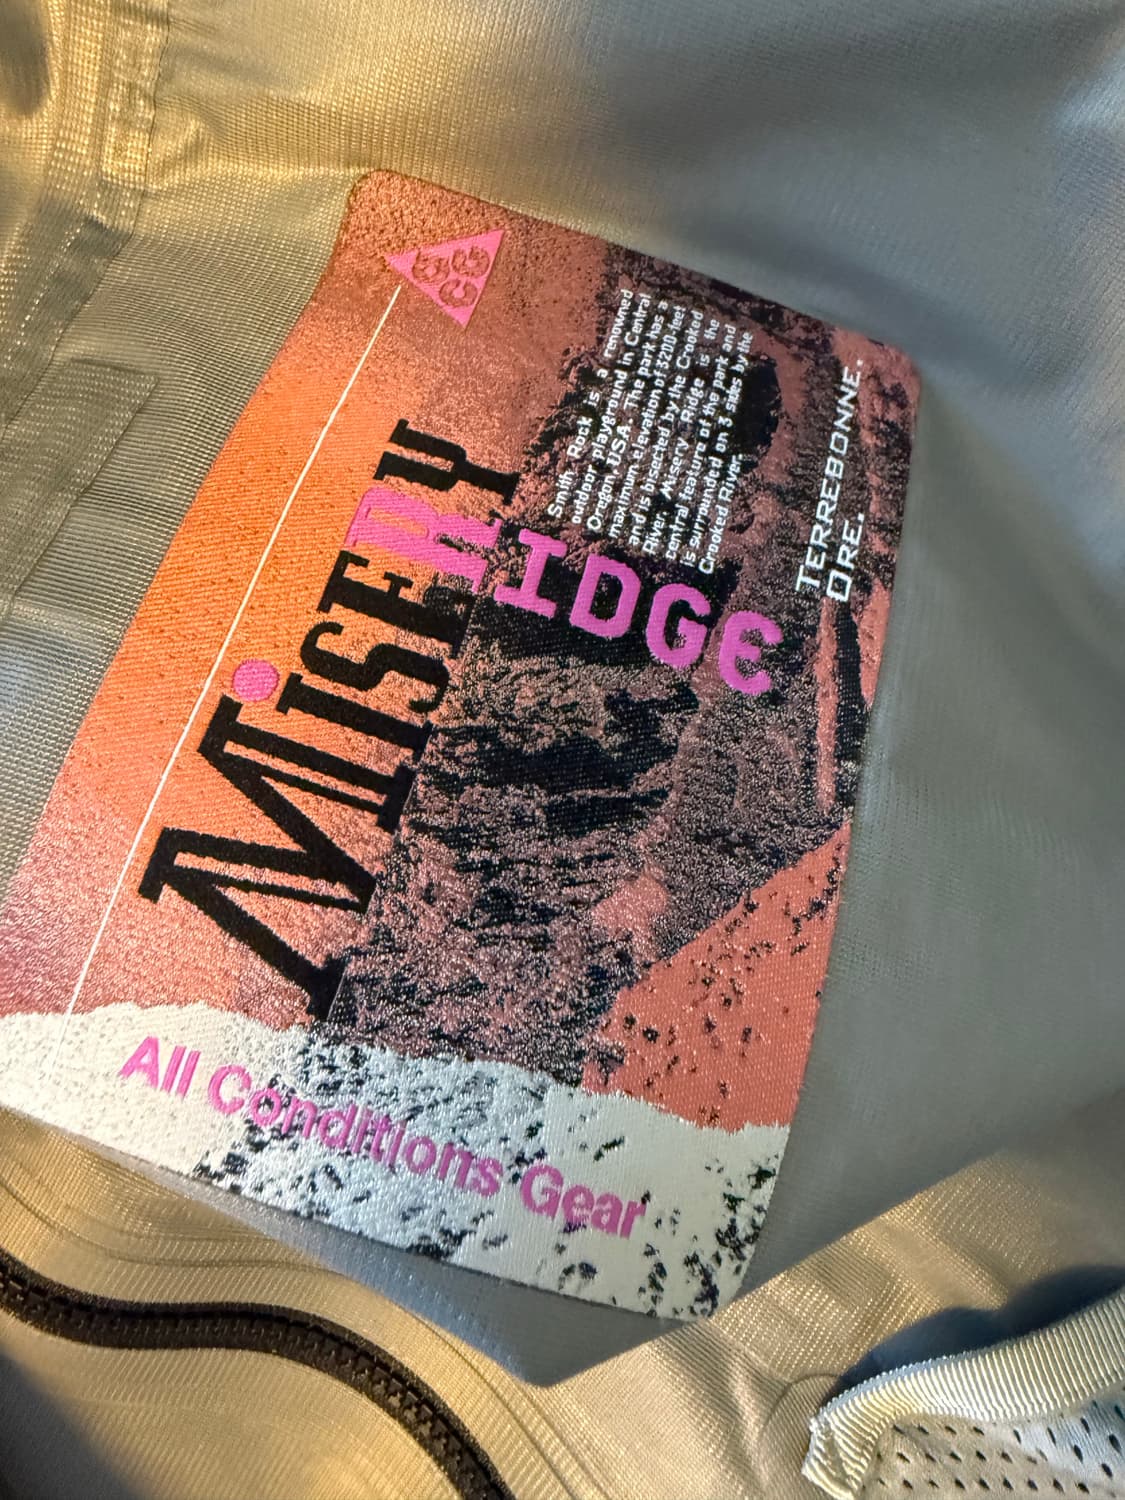 ACG
MISERY
RIDGE
Smith Rock is a renowned
outdoor playground in Central
Oregon, USA. The park has a
maximum elevation of 3200-feet
and is bisected by the Crooked
River. Misery Ridge is the
central feature of the park and
is surrounded on 3 sides by the
Crooked River.
TERREBONNE.
ORE.
All Conditions Gear